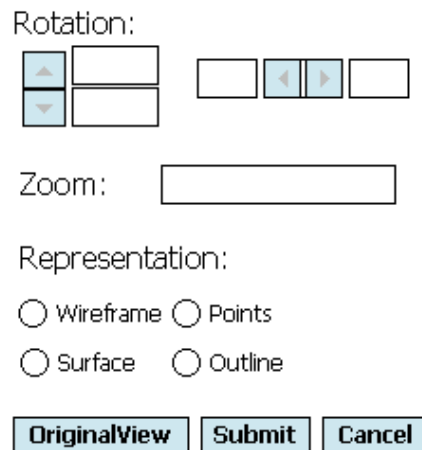 Rotation:
Zoom:
Representation:
Wireframe Points
Surface Outline
OriginalView Submit Cancel